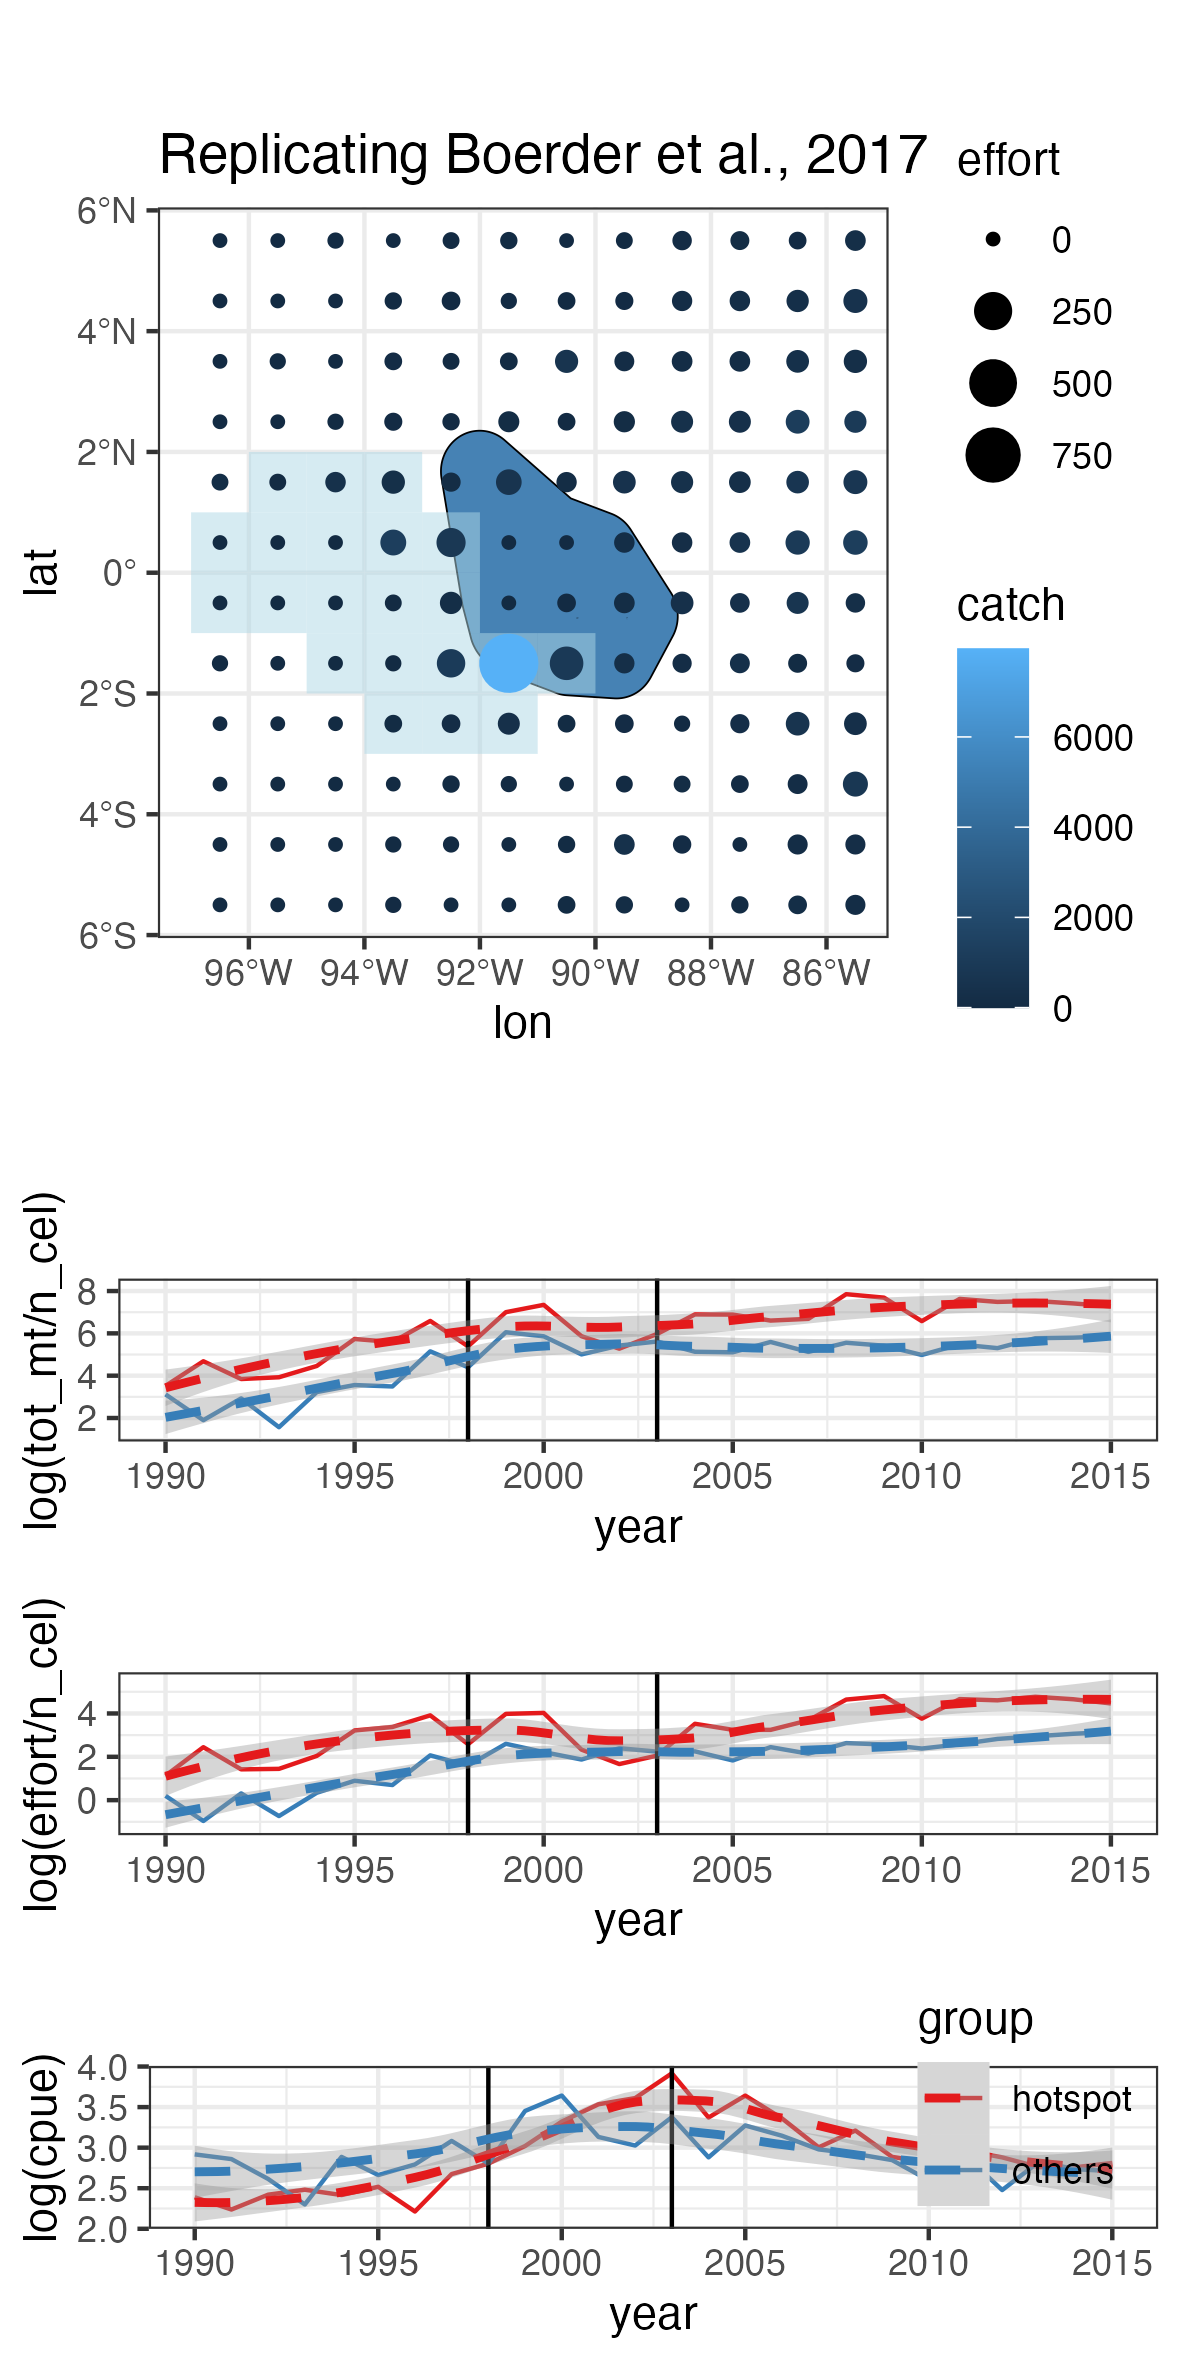 Replicating Boerder et al., 2017
effort
0
250
500
750
catch
6000
4000
2000
0
lat
6°N
4°N
2°N
0°
2°S
4°S
6°S
96°W 94°W 92°W 90°W 88°W 86°W
lon
log(tot_mt/n_cel)
8
6
4
2
1990 1995 2000 2005 2010 2015
year
log(effort/n_cel)
4
2
0
1990 1995 2000 2005 2010 2015
year
group
hotspot
others
log(cpue)
4.0
3.5
3.0
2.5
2.0
1990 1995 2000 2005 2010 2015
year